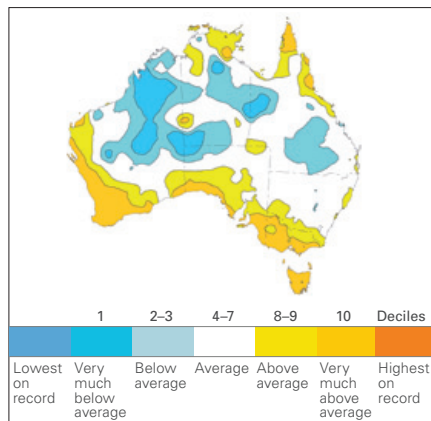 1 2–3 4–7 8–9 10 Deciles
Lowest on record
Very much below average
Below average
Average
Above average
Very much above average
Highest on record